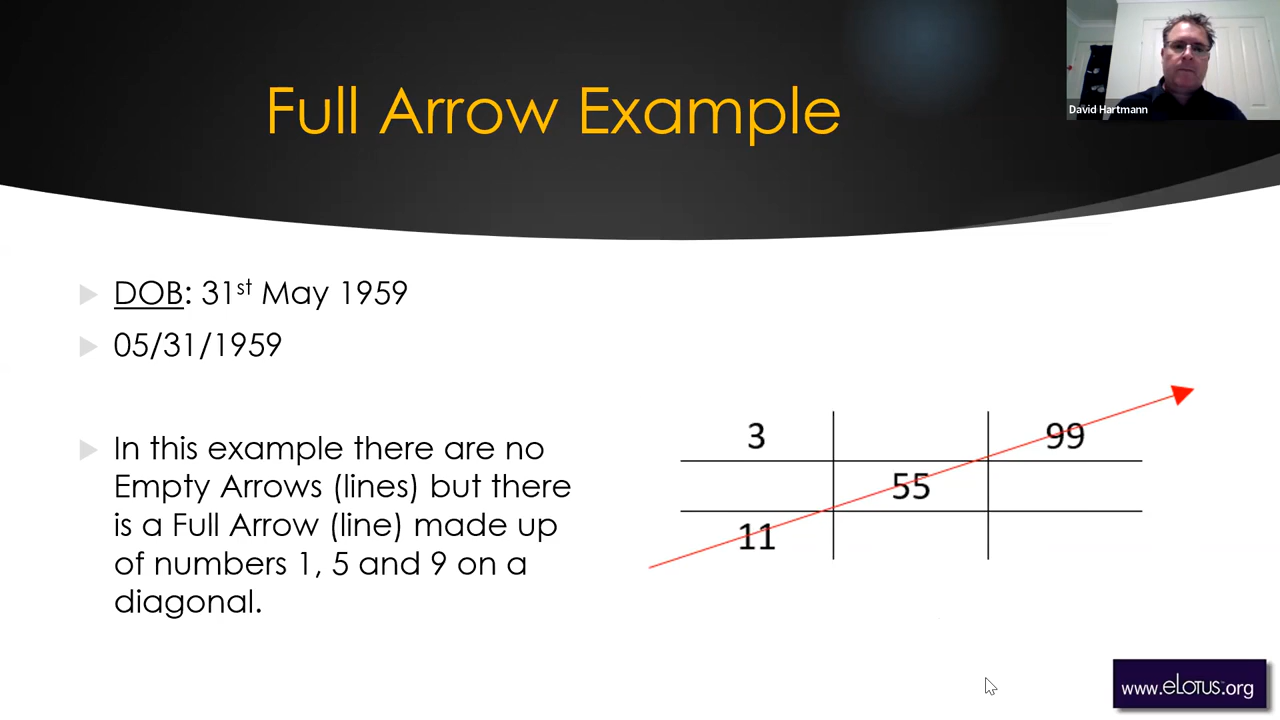 Full Arrow Example
David Hartmann
DOB: 31st May 1959
05/31/1959
In this example there are no
Empty Arrows (lines) but there
is a Full Arrow (line) made up
of numbers 1, 5 and 9 on a
diagonal.
3 99
55
11
www.eLotus.org